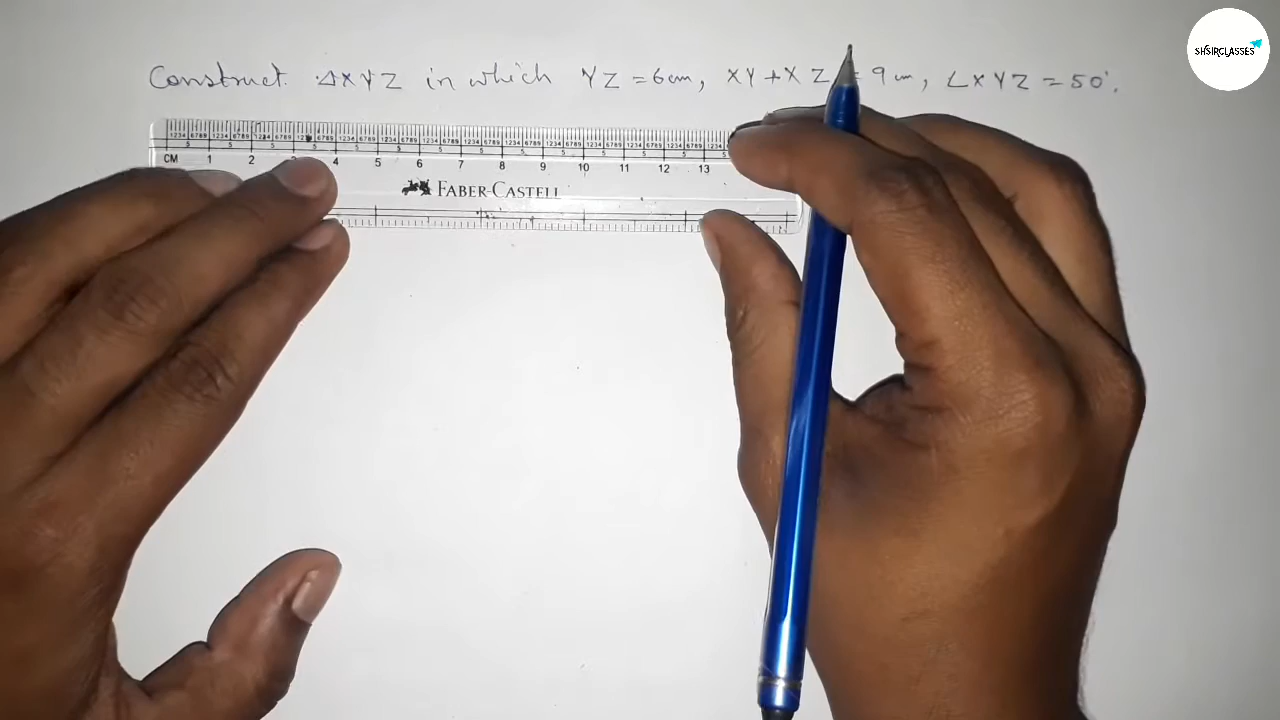 Construct ΔXYZ in which YZ = 6cm, XY + XZ = 9cm, ∠XYZ = 50°.
SHSIRCLASSES
CM 1 2 3 4 5 6 7 8 9 10 11 12 13
FABER-CASTELL